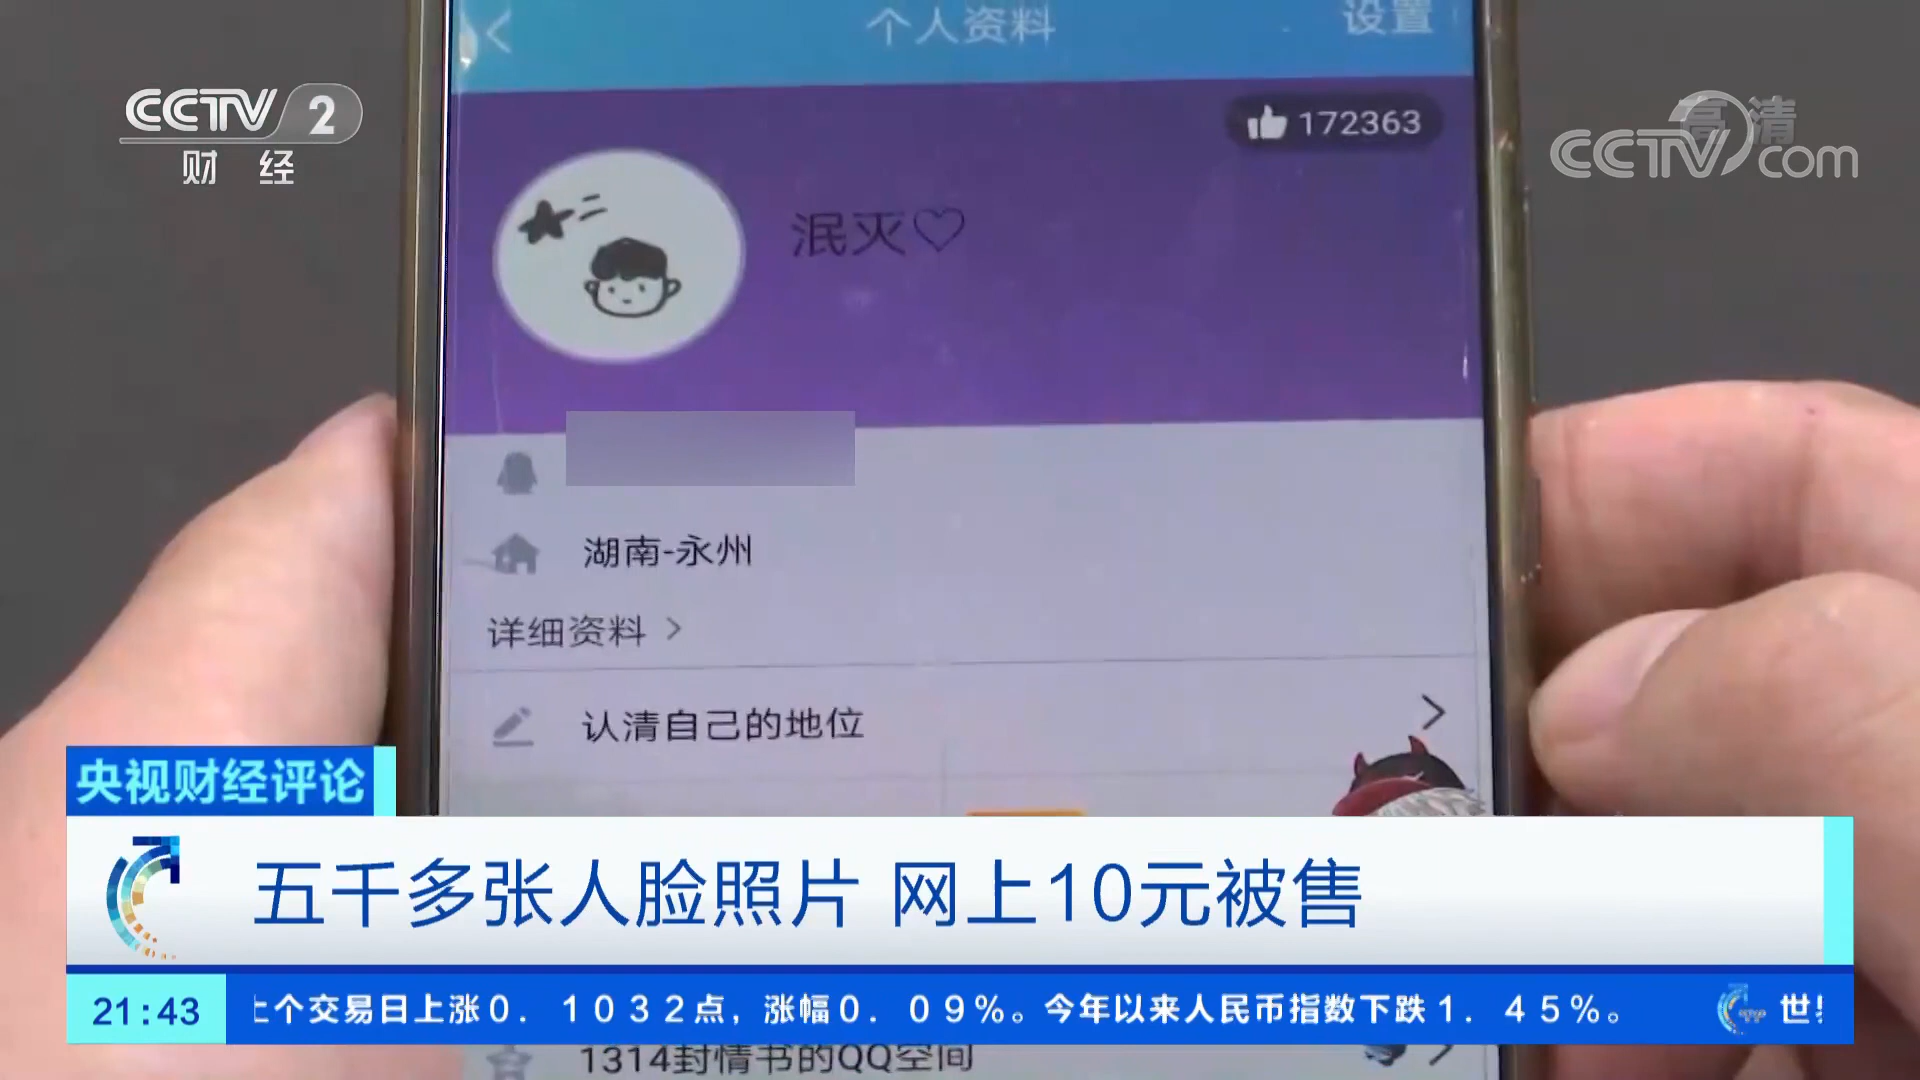 个人资料
设置
CCTV 2
财 经
高清
CCTV.com
172363
泯灭♡
湖南-永州
详细资料 >
认清自己的地位
央视财经评论
五千多张人脸照片 网上10元被售
21:43
上个交易日上涨0.1032点，涨幅0.09%。今年以来人民币指数下跌1.45%。
世
1314封情书的QQ空间